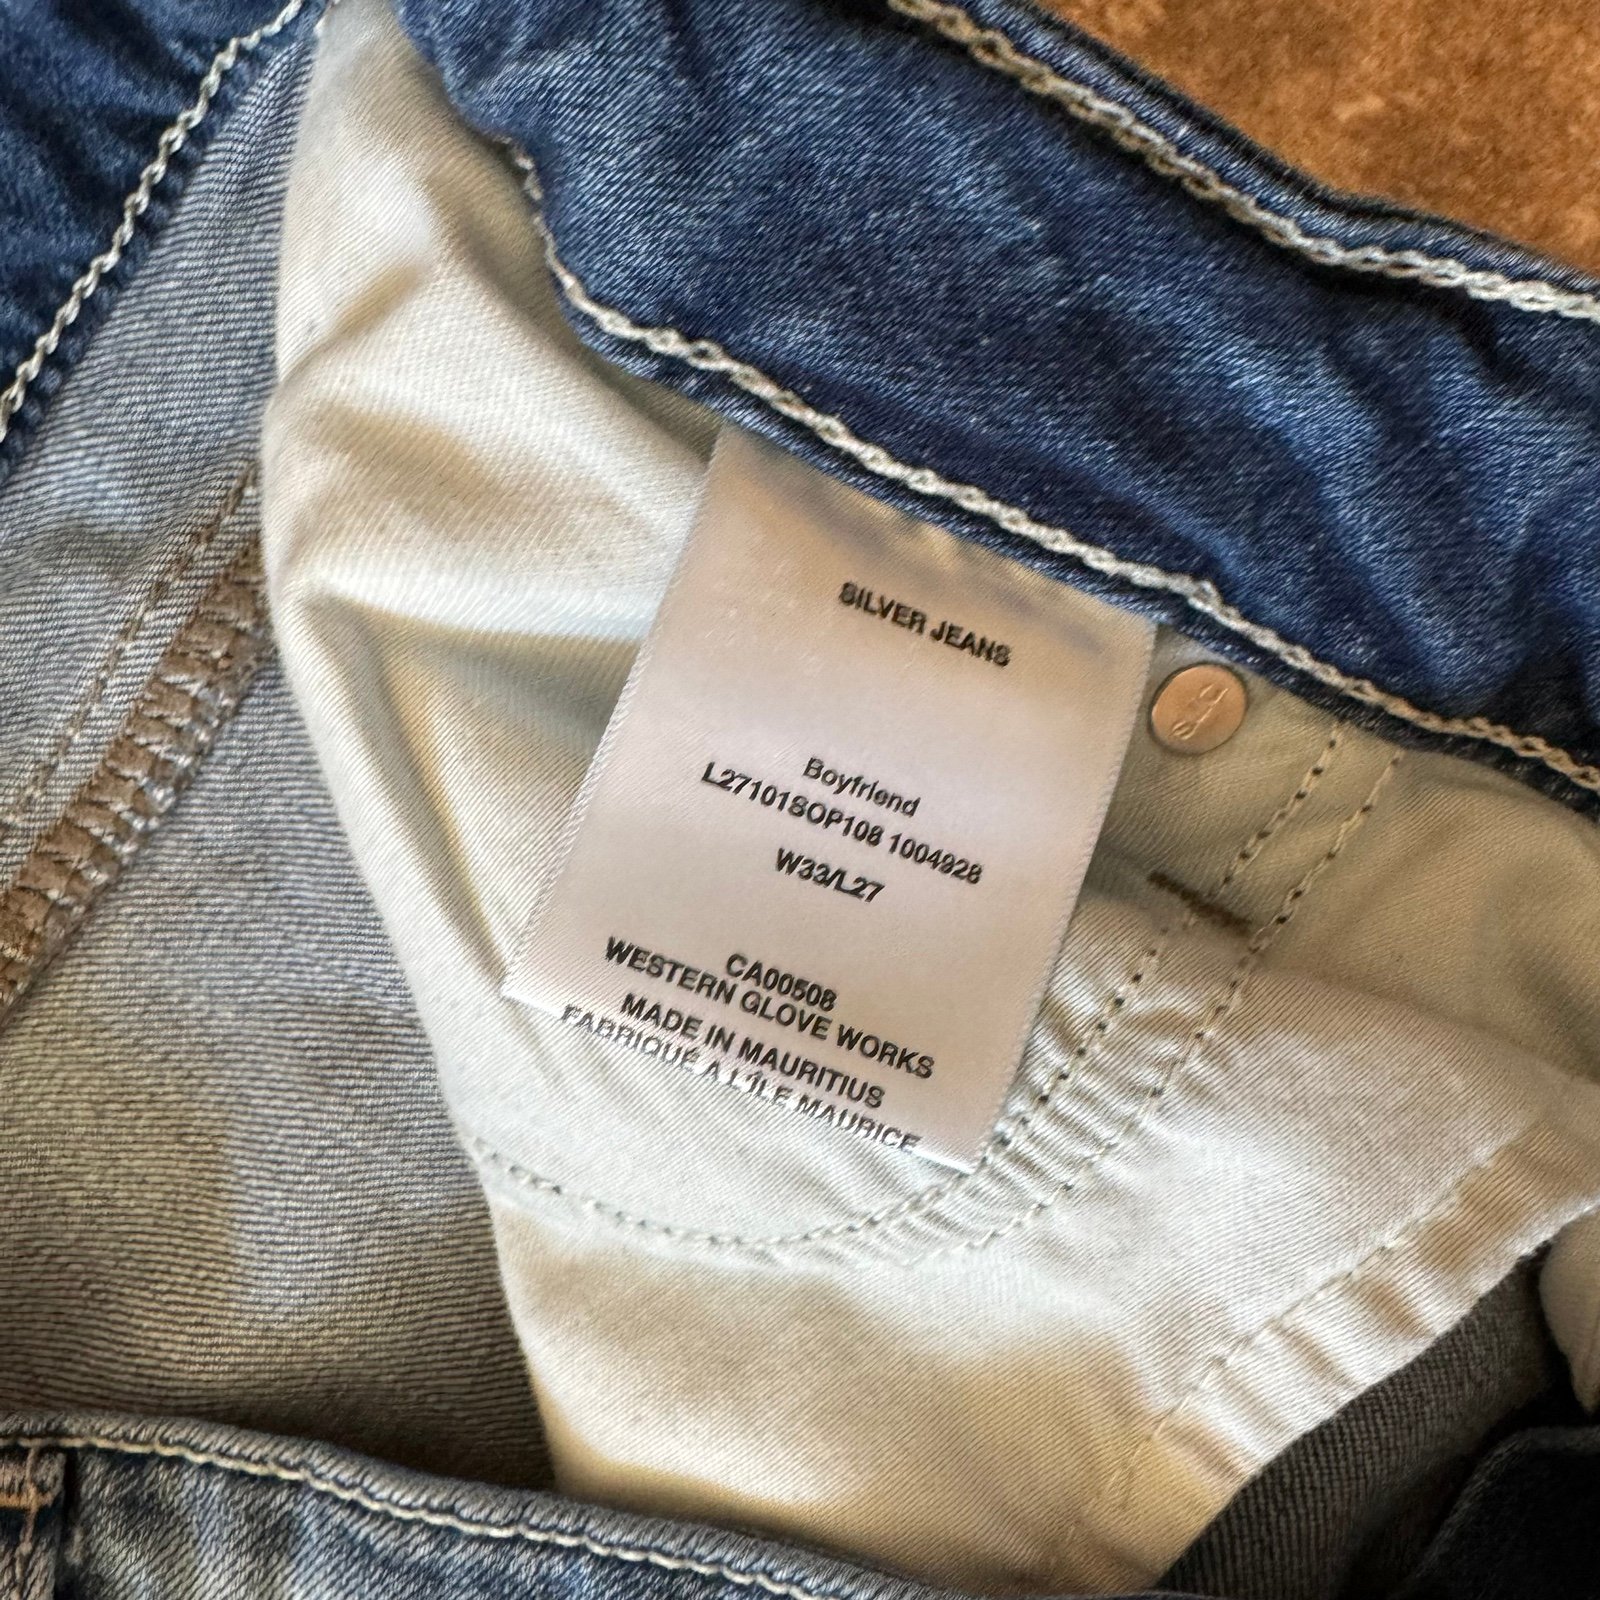 SILVER JEANS
Boyfriend
L27101SOP108 1004928
W33/L27
CA00508
WESTERN GLOVE WORKS
MADE IN MAURITIUS
FABRIQUÉ A L'ÎLE MAURICE